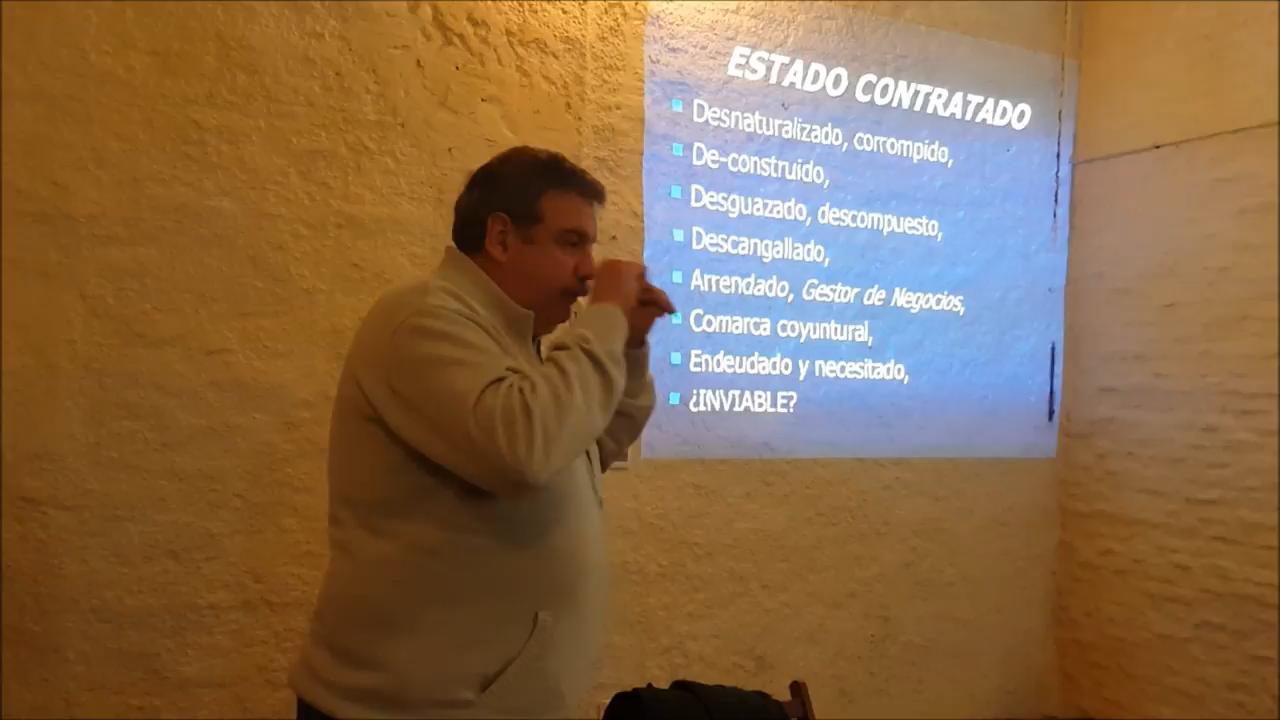 ESTADO CONTRATADO
Desnaturalizado, corrompido,
De-construido,
Desguazado, descompuesto,
Descangallado,
Arrendado, Gestor de Negocios,
Comarca coyuntural,
Endeudado y necesitado,
¿INVIABLE?